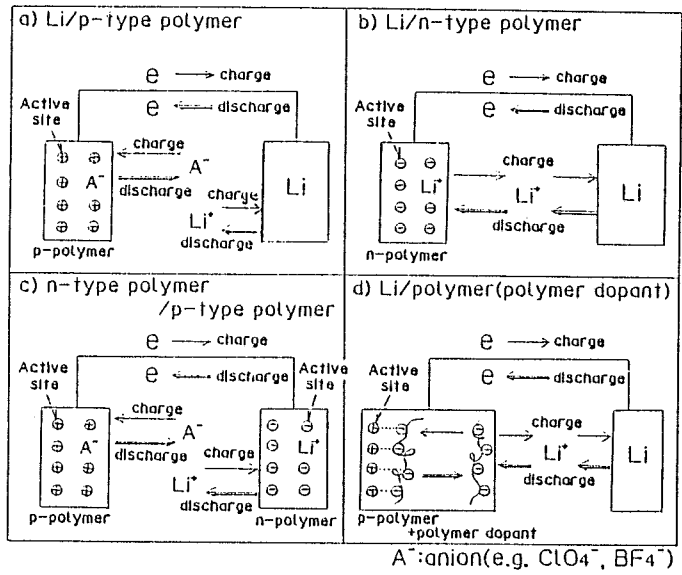 a) Li/p-type polymer
e → charge
e ← discharge
Active
site
charge
⊕ ⊕
A⁻
A⁻
⊕
discharge
charge
Li
⊕ ⊕
Li⁺
⊕ ⊕
discharge
p-polymer
b) Li/n-type polymer
e → charge
e ← discharge
Active
site
charge
⊖ ⊖
⊖ Li⁺
Li⁺
Li
⊖ ⊖
⊖ ⊖
discharge
n-polymer
c) n-type polymer
/p-type polymer
e → charge
e ← discharge
Active
site
Active
site
charge
⊕ ⊕
A⁻
⊖ ⊖
⊕ A⁻
discharge
⊖ Li⁺
charge
⊕ ⊕
⊖ ⊖
Li⁺
⊕ ⊕
⊖ ⊖
discharge
p-polymer
n-polymer
d) Li/polymer(polymer dopant)
e → charge
e ← discharge
Active
site
charge
⊕ ⊖ ⊖
⊕ ⊖ ⊖
Li⁺
Li
⊕ ⊖ ⊖
⊕ ⊖ ⊖
discharge
p-polymer
+polymer dopant
A⁻:anion(e.g. ClO₄⁻, BF₄⁻)